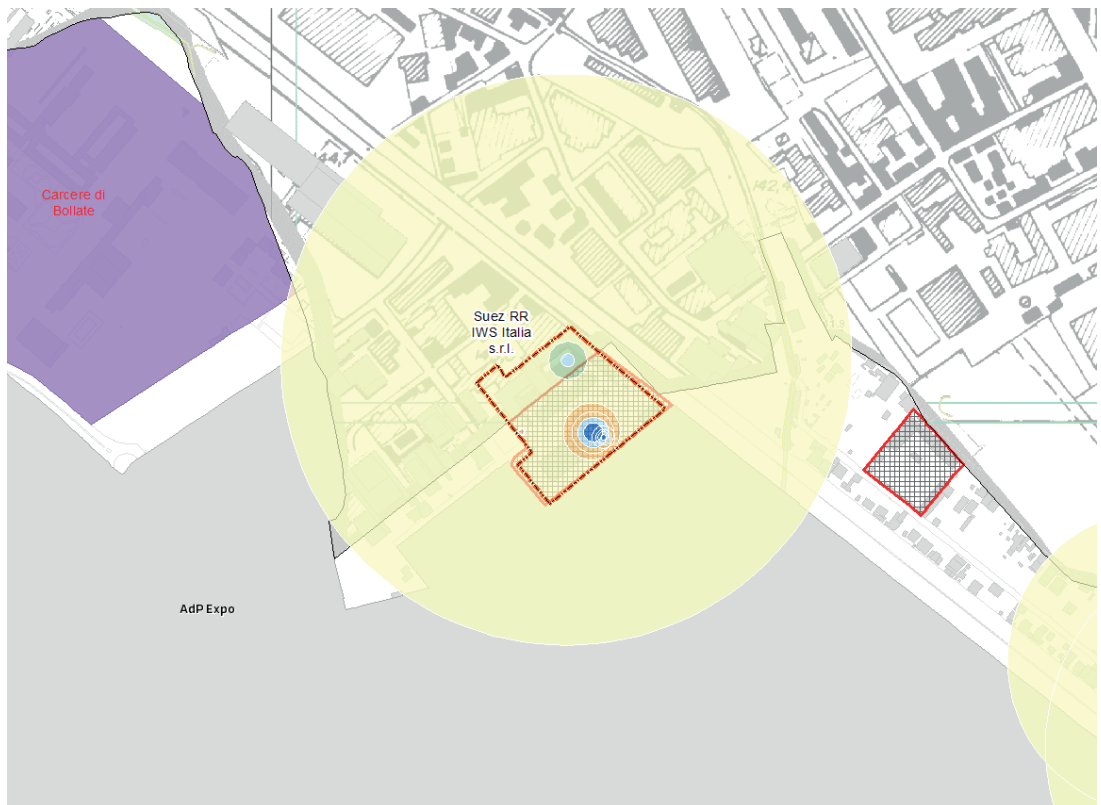 Carcere di
Bollate
Suez RR
IWS Italia
s.r.l.
AdP Expo